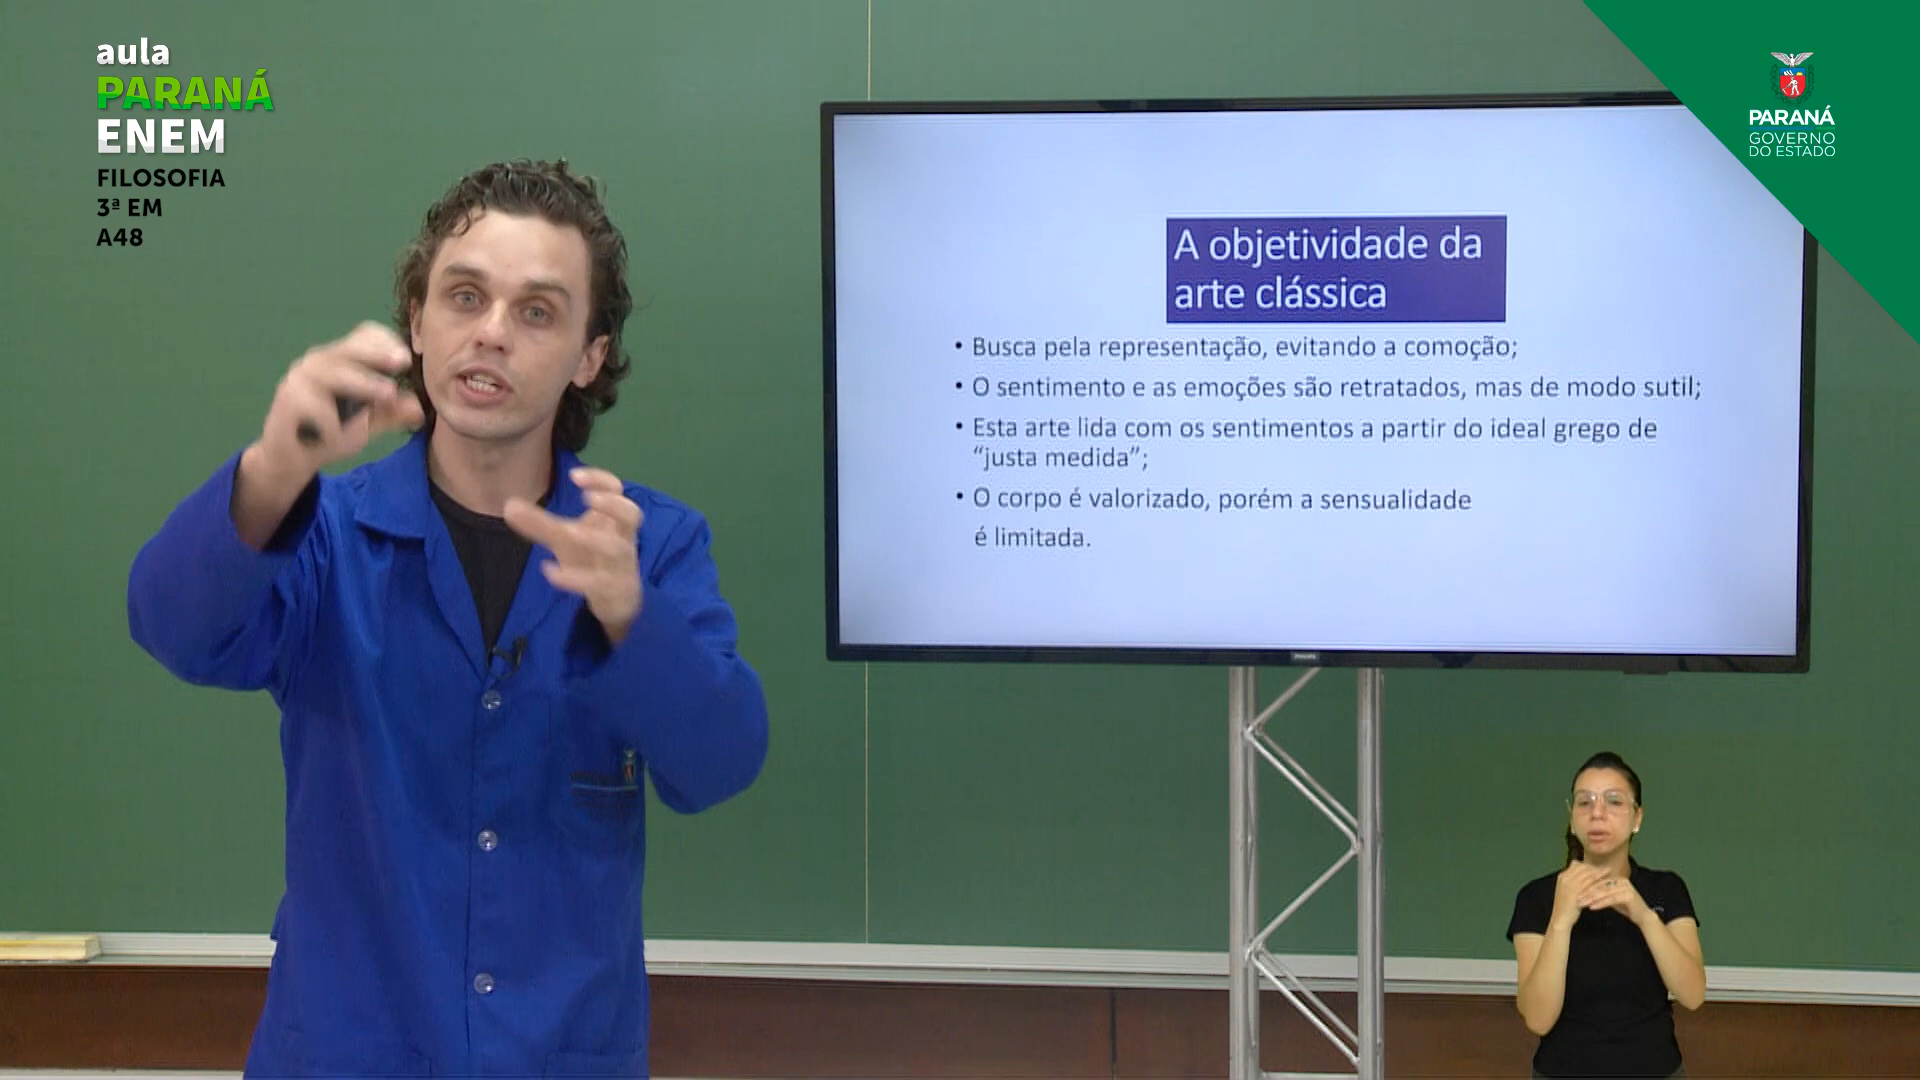 aula
PARANÁ
ENEM
FILOSOFIA
3ª EM
A48
PARANÁ
GOVERNO
DO ESTADO
A objetividade da
arte clássica
• Busca pela representação, evitando a comoção;
• O sentimento e as emoções são retratados, mas de modo sutil;
• Esta arte lida com os sentimentos a partir do ideal grego de
“justa medida”;
• O corpo é valorizado, porém a sensualidade
é limitada.
PHILIPS